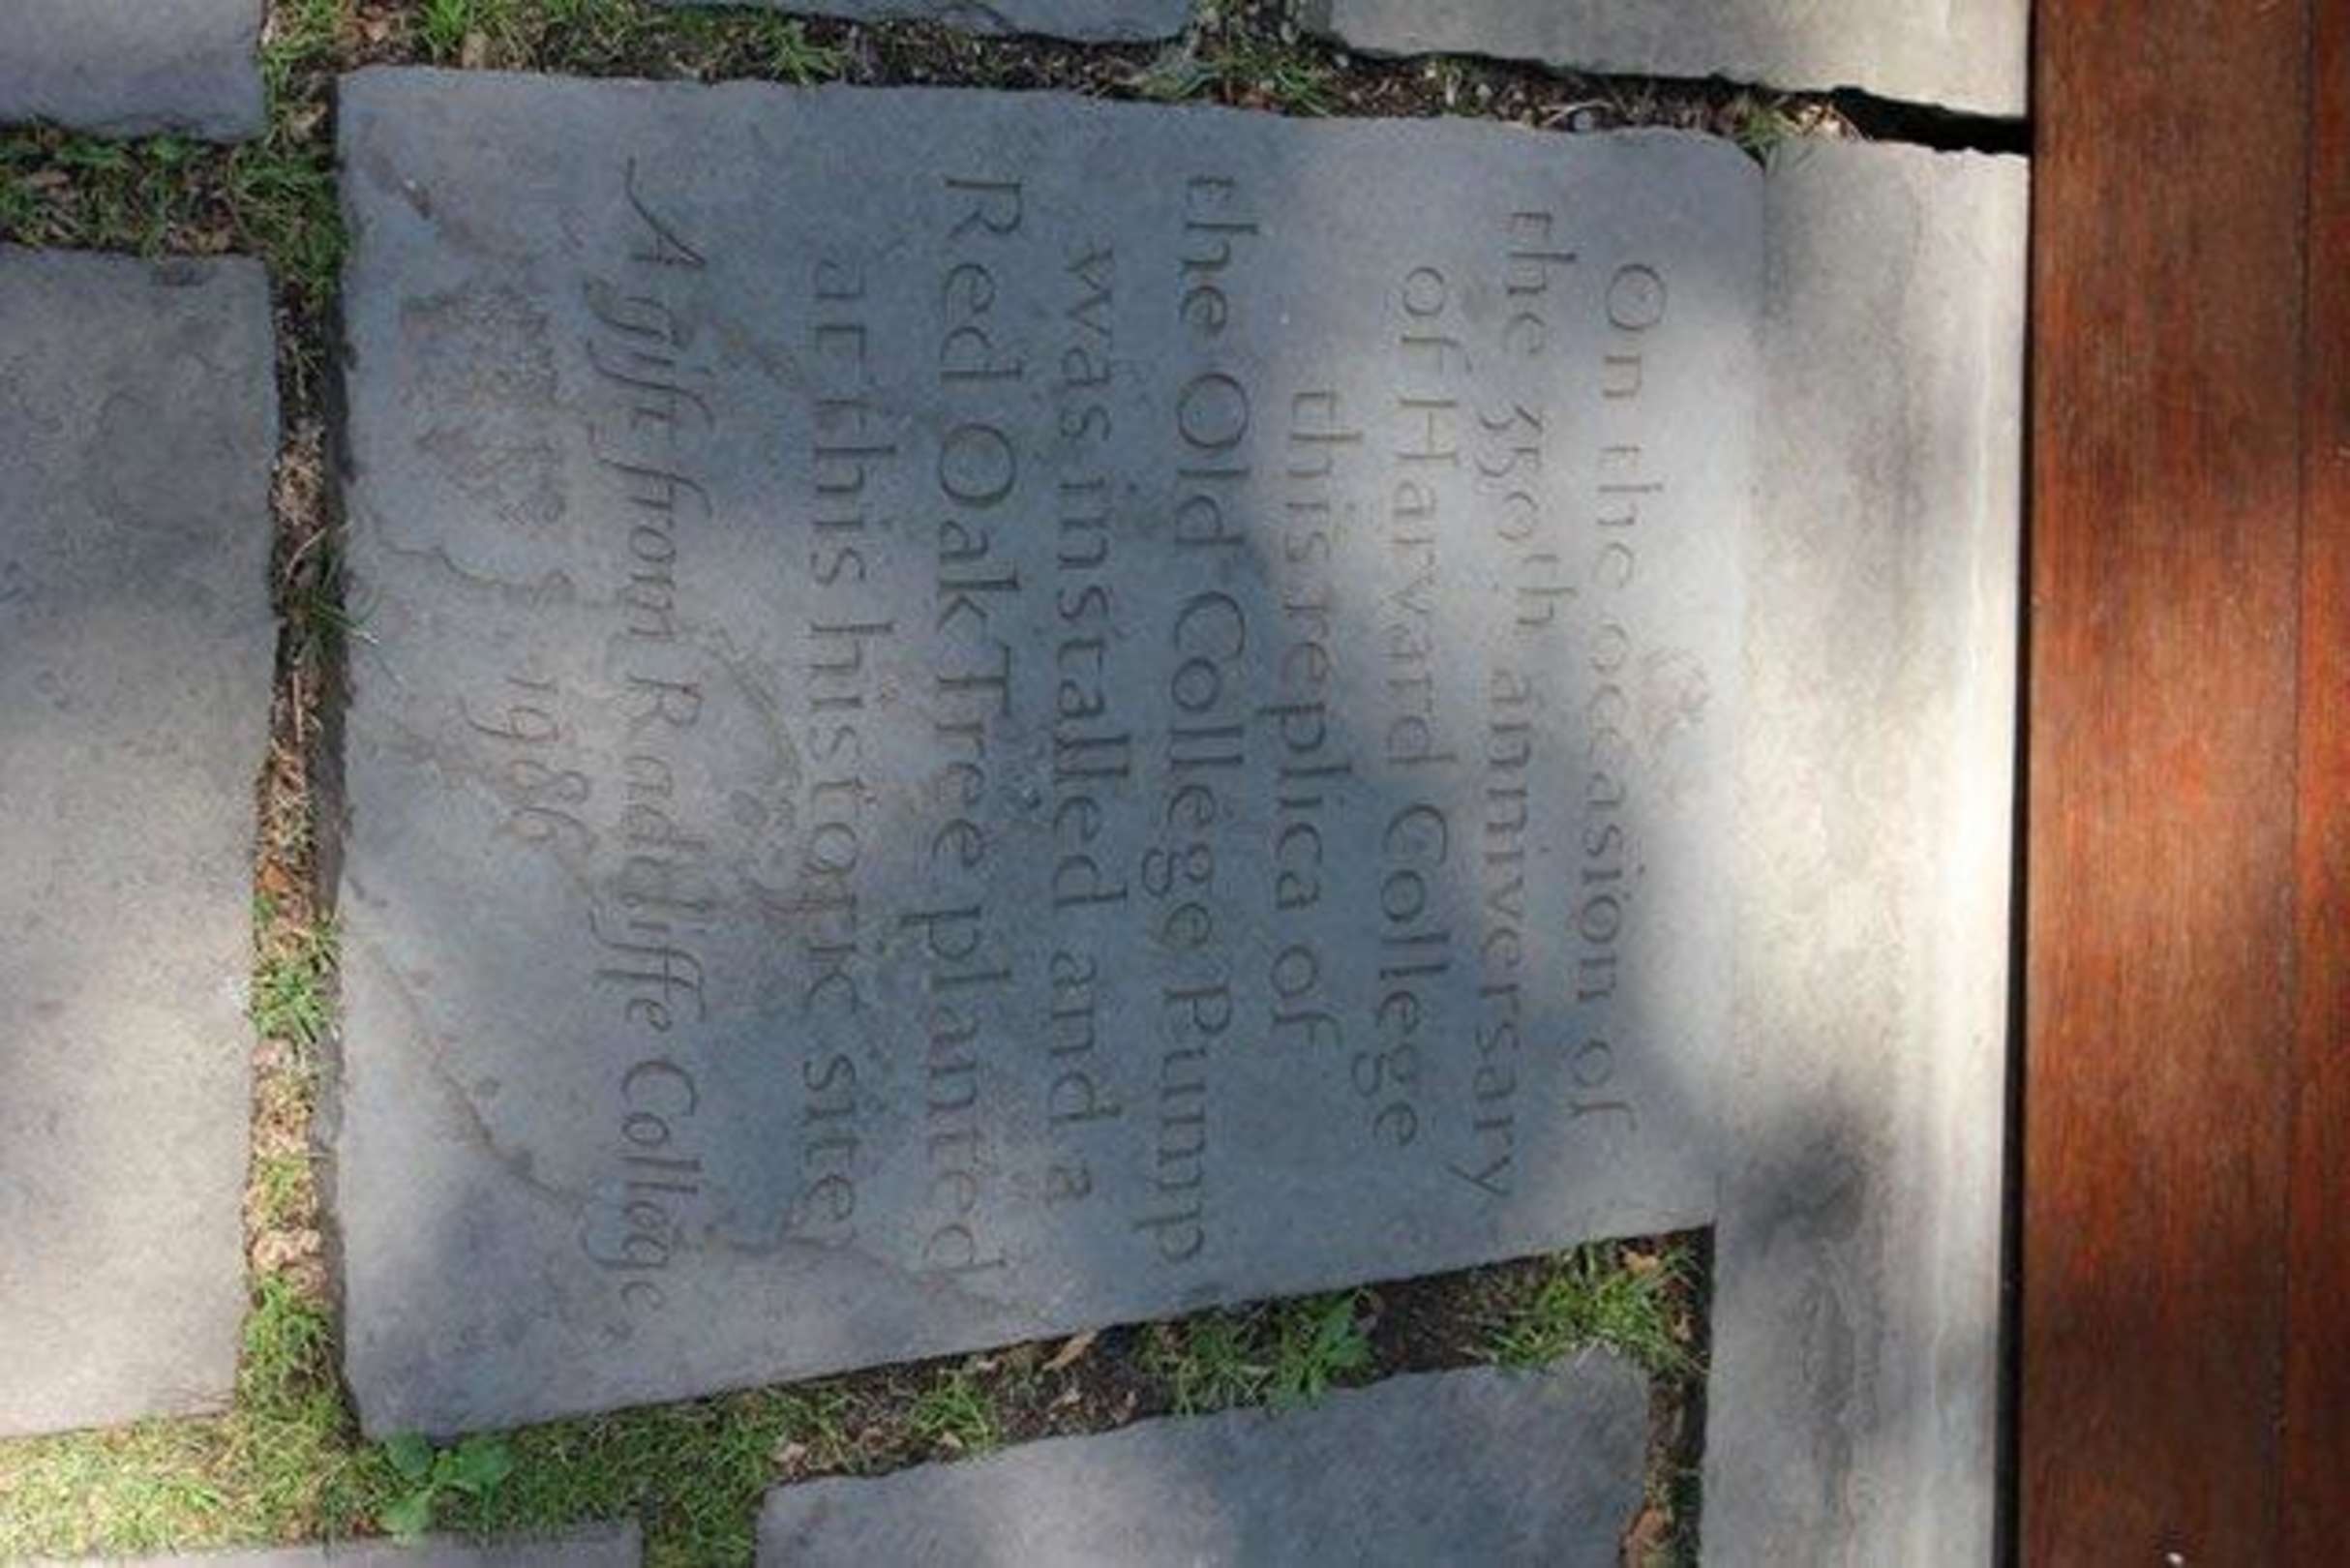 On the occasion of
the 350th anniversary
of Harvard College
this replica of
the Old College Pump
was installed and a
Red Oak Tree planted
at this historic site
A gift from Radcliffe College
1986